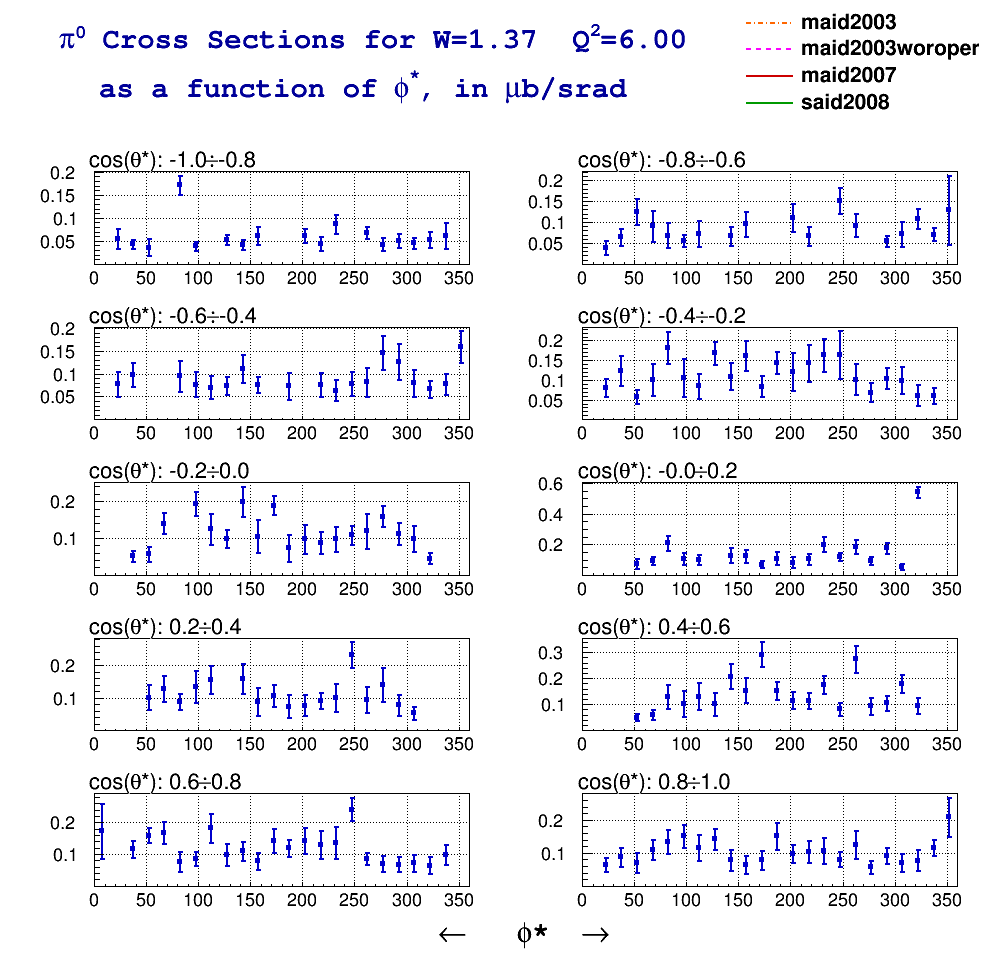 π⁰ Cross Sections for W=1.37 Q²=6.00
as a function of ϕ*, in μb/srad
maid2003
maid2003woroper
maid2007
said2008
cos(θ*): -1.0÷-0.8
0.2
0.15
0.1
0.05
0 50 100 150 200 250 300 350
cos(θ*): -0.8÷-0.6
0.2
0.15
0.1
0.05
0 50 100 150 200 250 300 350
cos(θ*): -0.6÷-0.4
0.2
0.15
0.1
0.05
0 50 100 150 200 250 300 350
cos(θ*): -0.4÷-0.2
0.2
0.15
0.1
0.05
0 50 100 150 200 250 300 350
cos(θ*): -0.2÷0.0
0.2
0.1
0 50 100 150 200 250 300 350
cos(θ*): -0.0÷0.2
0.6
0.4
0.2
0 50 100 150 200 250 300 350
cos(θ*): 0.2÷0.4
0.2
0.1
0 50 100 150 200 250 300 350
cos(θ*): 0.4÷0.6
0.3
0.2
0.1
0 50 100 150 200 250 300 350
cos(θ*): 0.6÷0.8
0.2
0.1
0 50 100 150 200 250 300 350
cos(θ*): 0.8÷1.0
0.2
0.1
0 50 100 150 200 250 300 350
← ϕ* →